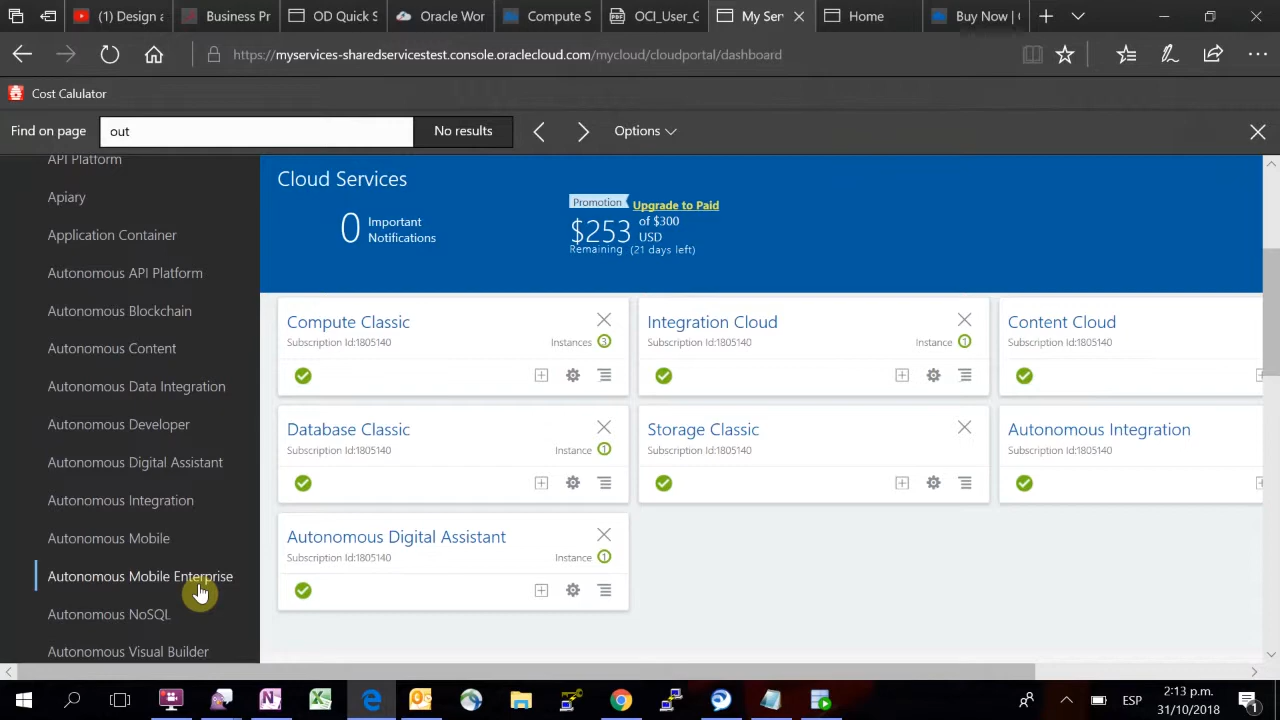 (1) Design a
Business Pr
OD Quick S
Oracle Wor
Compute S
OCI_User_G
My Ser
Home
Buy Now |
https://myservices-sharedservicestest.console.oraclecloud.com/mycloud/cloudportal/dashboard
Cost Calulator
Find on page
out
No results
Options
API Platform
Apiary
Application Container
Autonomous API Platform
Autonomous Blockchain
Autonomous Content
Autonomous Data Integration
Autonomous Developer
Autonomous Digital Assistant
Autonomous Integration
Autonomous Mobile
Autonomous Mobile Enterprise
Autonomous NoSQL
Autonomous Visual Builder
Cloud Services
0 Important
Notifications
Promotion Upgrade to Paid
$253 of $300
USD
Remaining (21 days left)
Compute Classic
Subscription Id:1805140
Instances 3
Integration Cloud
Subscription Id:1805140
Instance 1
Content Cloud
Subscription Id:1805140
Database Classic
Subscription Id:1805140
Instance 1
Storage Classic
Subscription Id:1805140
Autonomous Integration
Subscription Id:1805140
Autonomous Digital Assistant
Subscription Id:1805140
Instance 1
ESP
2:13 p.m.
31/10/2018
1